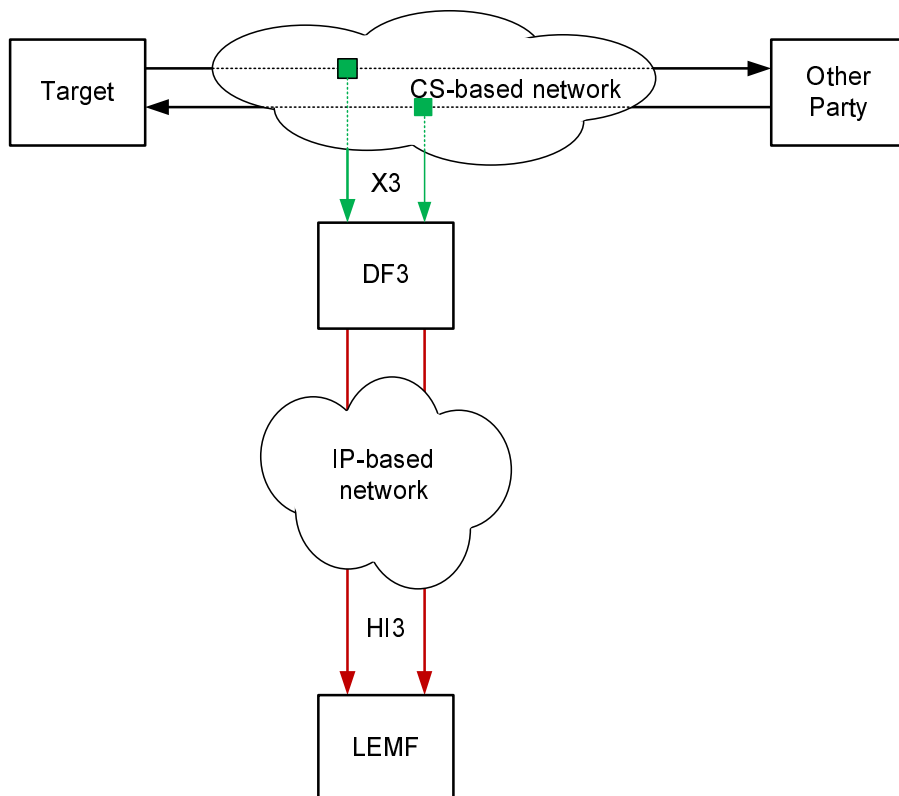 Target
CS-based network
Other
Party
X3
DF3
IP-based
network
HI3
LEMF